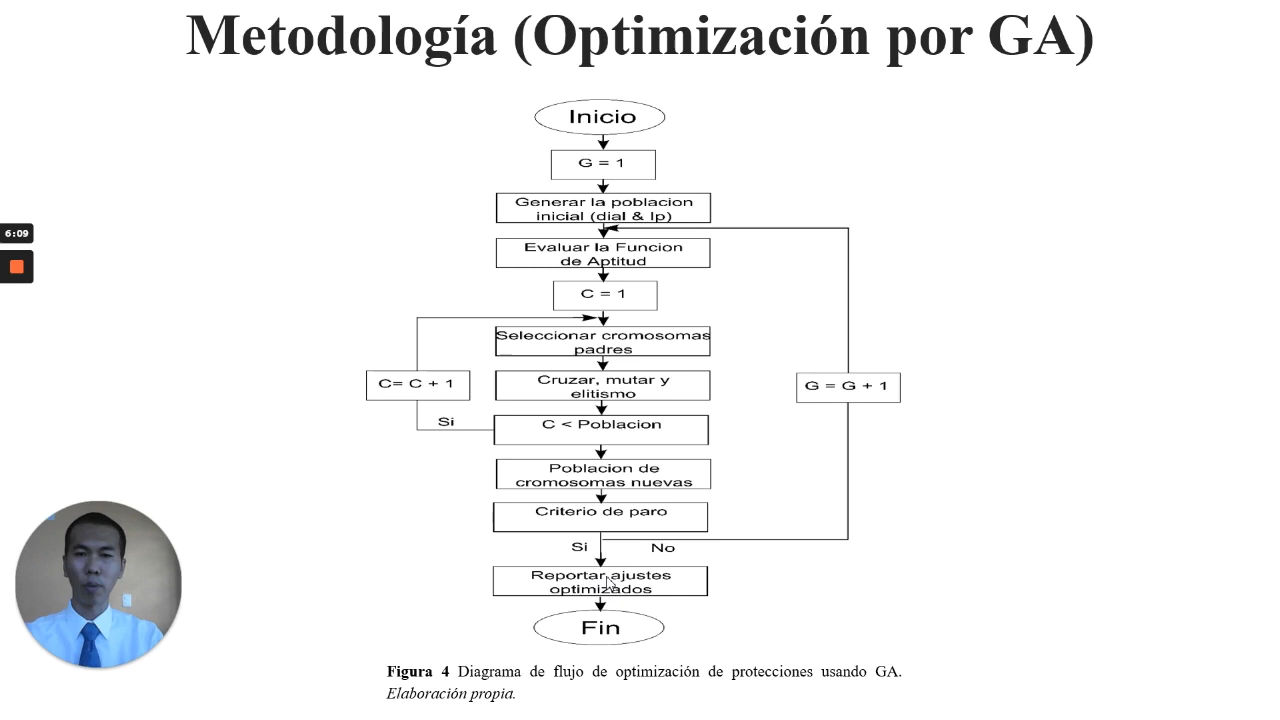 Metodología (Optimización por GA)
Inicio
G = 1
Generar la poblacion
inicial (dial & Ip)
Evaluar la Funcion
de Aptitud
C = 1
Seleccionar cromosomas
padres
Cruzar, mutar y
elitismo
C= C + 1
G = G + 1
Si
C < Poblacion
Poblacion de
cromosomas nuevas
Criterio de paro
Si
No
Reportar ajustes
optimizados
Fin
Figura 4 Diagrama de flujo de optimización de protecciones usando GA.
Elaboración propia.
6:09